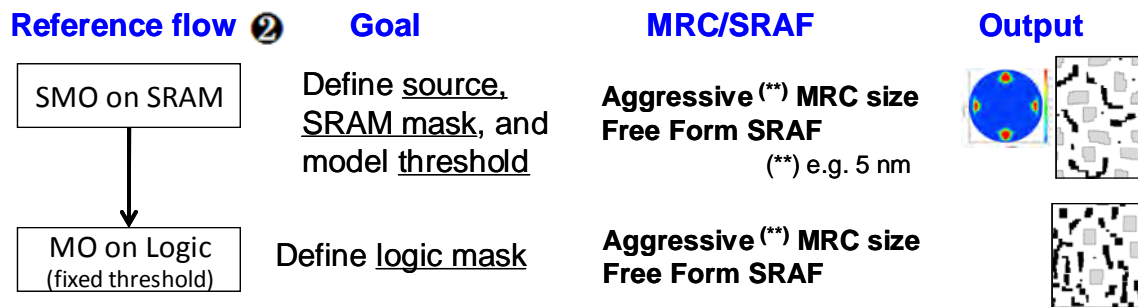 Reference flow ❷ Goal MRC/SRAF Output
SMO on SRAM
Define source,
SRAM mask, and
model threshold
Aggressive (**) MRC size
Free Form SRAF
(**) e.g. 5 nm
MO on Logic
(fixed threshold)
Define logic mask
Aggressive (**) MRC size
Free Form SRAF